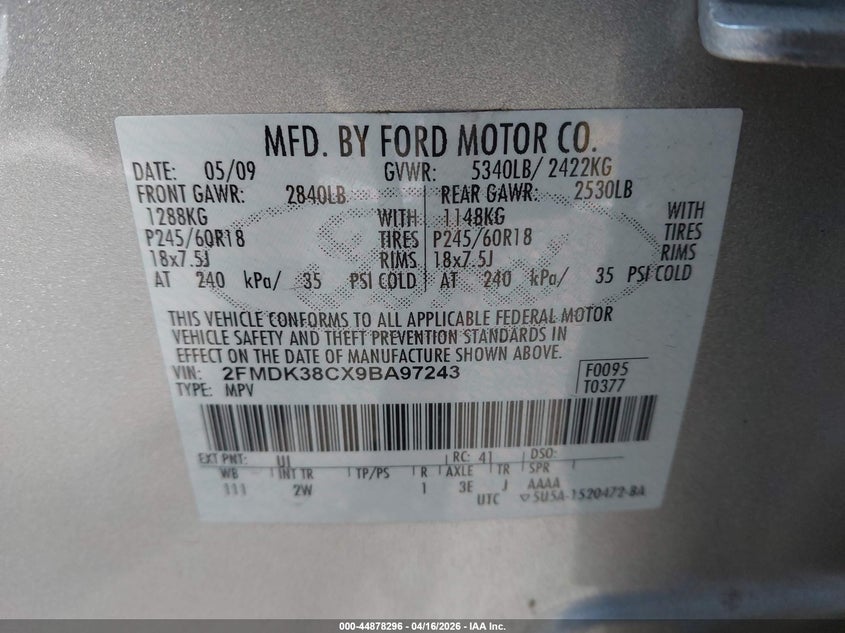 MFD. BY FORD MOTOR CO.
DATE: 05/09 GVWR: 5340LB/ 2422KG
FRONT GAWR: 2840LB REAR GAWR: 2530LB
1288KG WITH 1148KG WITH
P245/60R18 TIRES P245/60R18 TIRES
18x7.5J RIMS 18x7.5J RIMS
AT 240 kPa/ 35 PSI COLD AT 240 kPa/ 35 PSI COLD
THIS VEHICLE CONFORMS TO ALL APPLICABLE FEDERAL MOTOR
VEHICLE SAFETY AND THEFT PREVENTION STANDARDS IN
EFFECT ON THE DATE OF MANUFACTURE SHOWN ABOVE.
VIN: 2FMDK38CX9BA97243 F0095
TYPE: MPV T0377
EXT PNT: UJ RC: 41 DSO:
WB INT TR TP/PS R AXLE TR SPR
111 2W 1 3E J AAAA
UTC ▽5U5A-1520472-BA
000-44878296 - 04/16/2026 - IAA Inc.